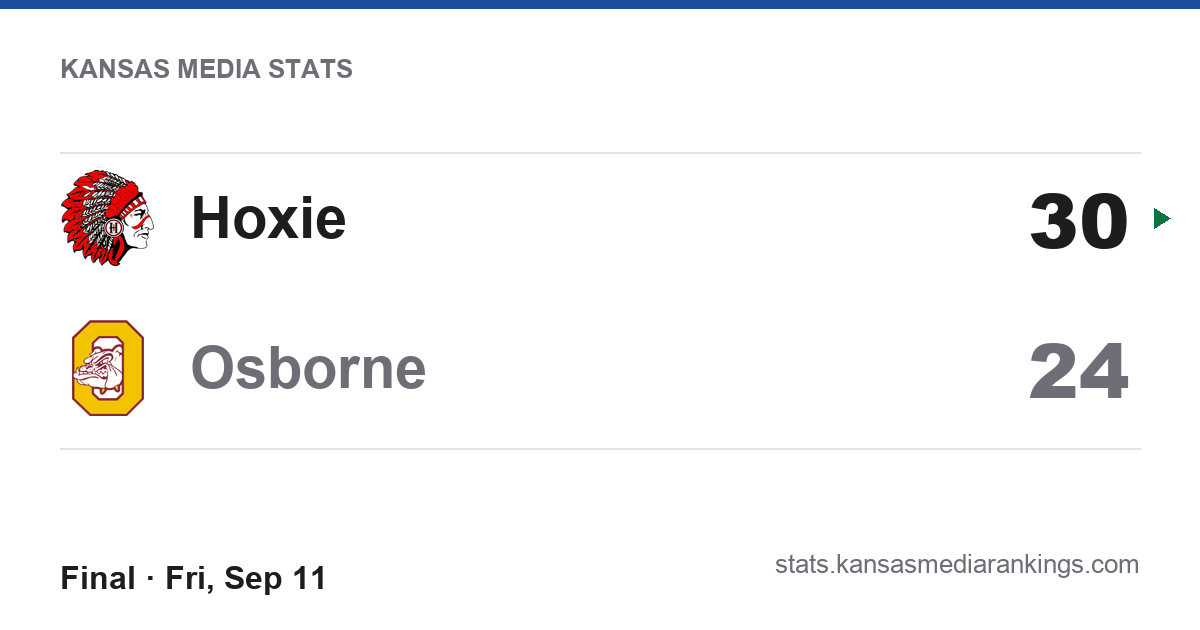 KANSAS MEDIA STATS
Hoxie 30
Osborne 24
Final · Fri, Sep 11
stats.kansasmediarankings.com